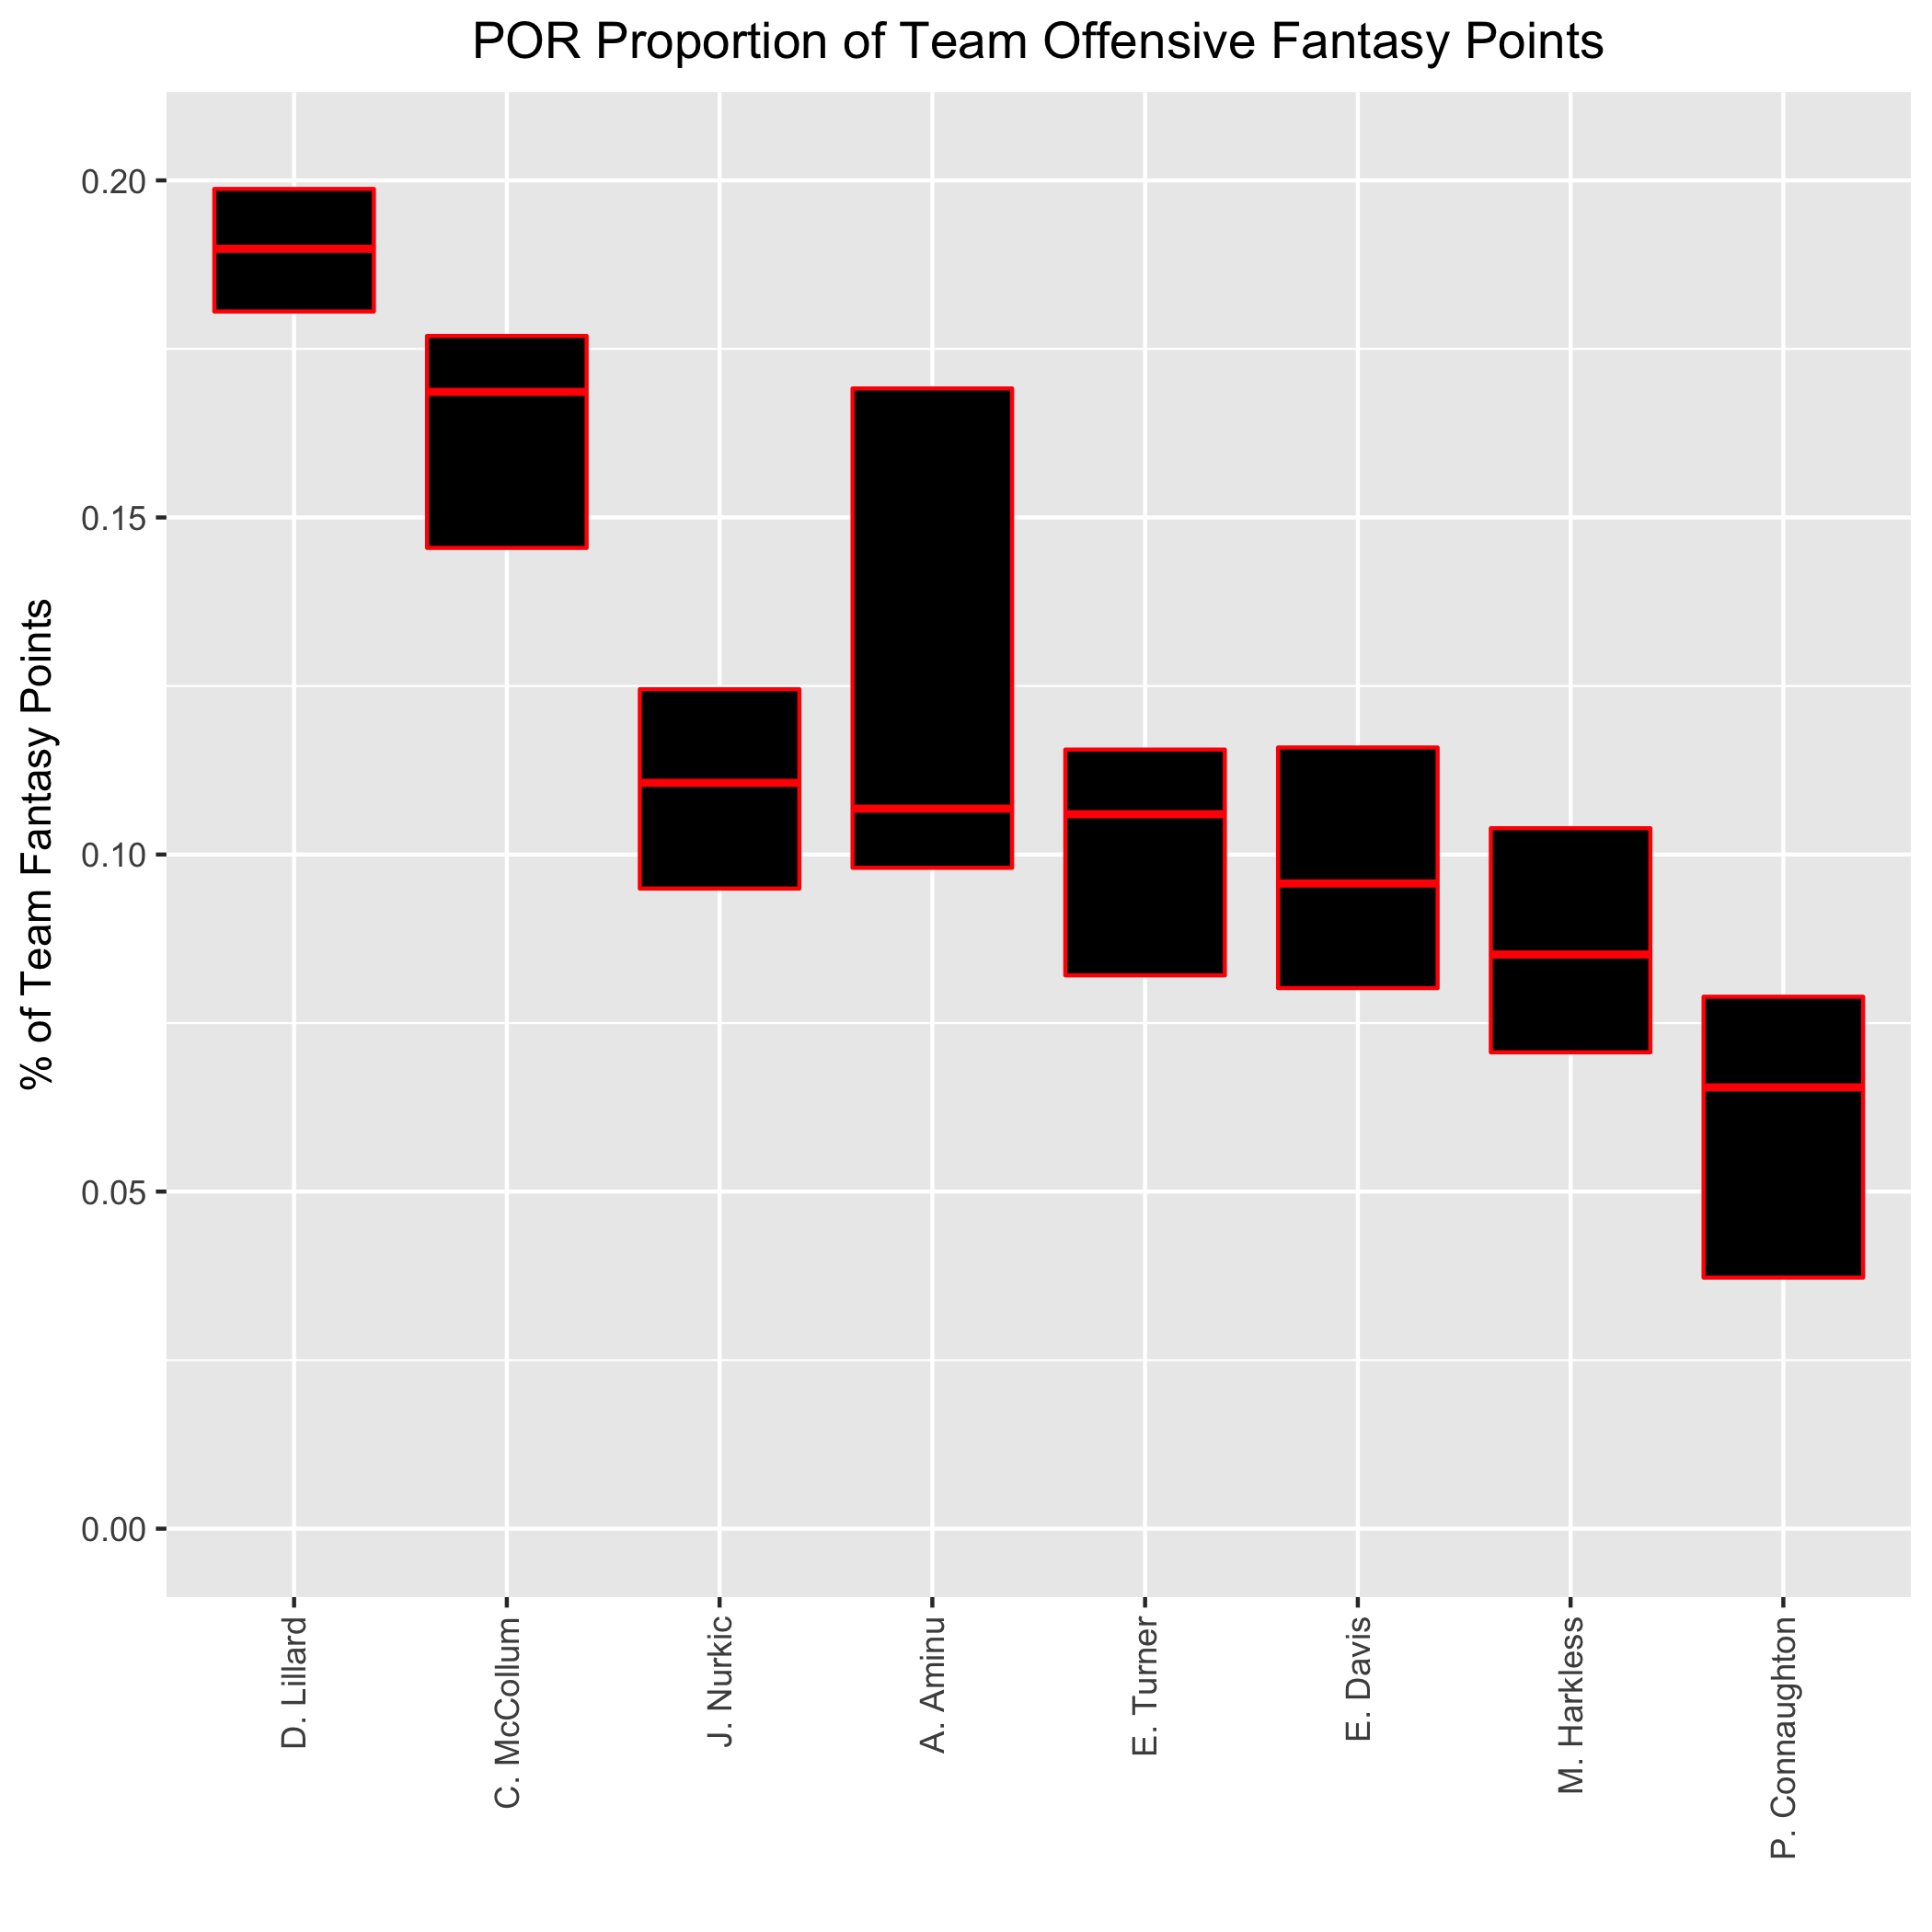 POR Proportion of Team Offensive Fantasy Points
% of Team Fantasy Points
0.20
0.15
0.10
0.05
0.00
D. Lillard
C. McCollum
J. Nurkic
A. Aminu
E. Turner
E. Davis
M. Harkless
P. Connaughton